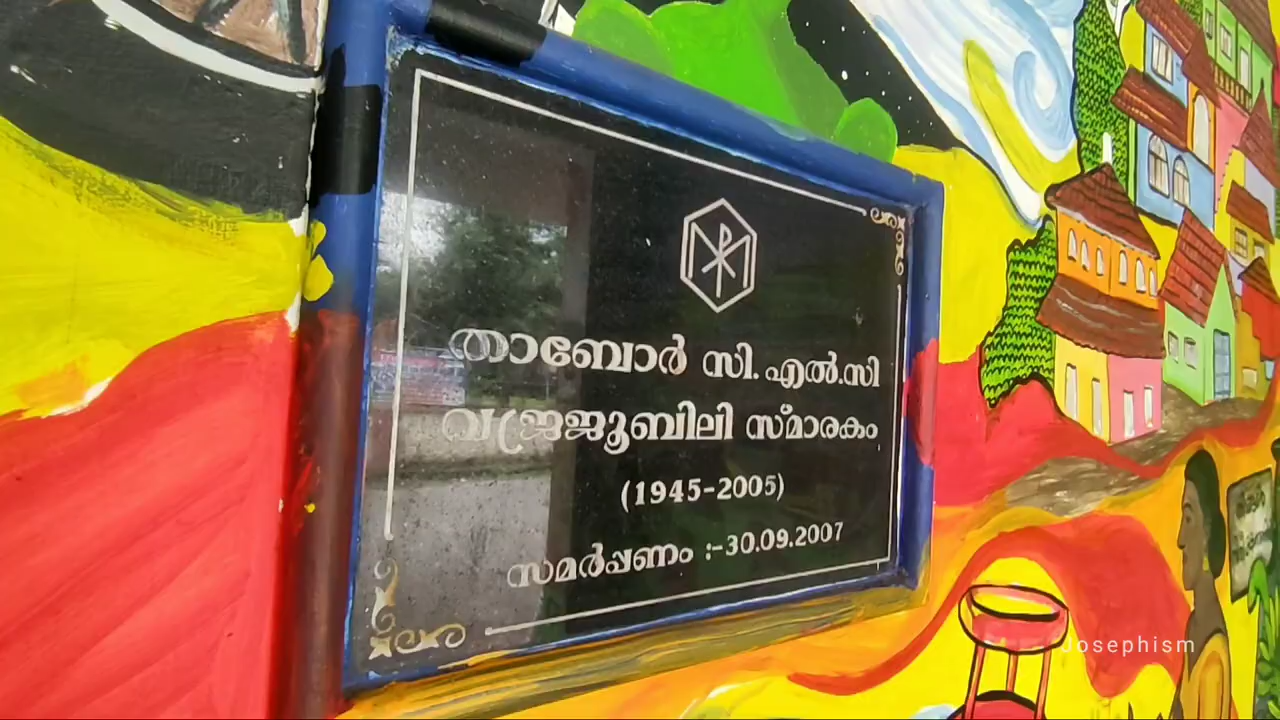 താബോർ സി.എൽ.സി
വജ്രജൂബിലി സ്മാരകം
(1945-2005)
സമർപ്പണം :-30.09.2007
Josephism